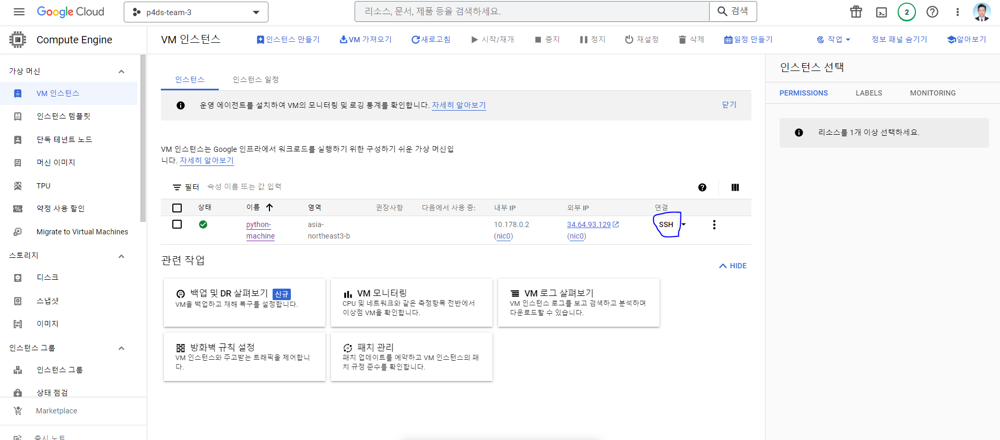 Google Cloud
p4ds-team-3
리소스, 문서, 제품 등을 검색하세요.
검색
2
Compute Engine
VM 인스턴스
인스턴스 만들기
VM 가져오기
새로고침
시작/재개
중지
정지
재설정
삭제
일정 만들기
작업
정보 패널 숨기기
알아보기
가상 머신
VM 인스턴스
인스턴스 템플릿
단독 테넌트 노드
머신 이미지
TPU
약정 사용 할인
Migrate to Virtual Machines
스토리지
디스크
스냅샷
이미지
인스턴스 그룹
인스턴스 그룹
상태 점검
Marketplace
출시 노트
인스턴스
인스턴스 일정
운영 에이전트를 설치하여 VM의 모니터링 및 로깅 통계를 확인합니다. 자세히 알아보기
닫기
VM 인스턴스는 Google 인프라에서 워크로드를 실행하기 위한 구성하기 쉬운 가상 머신입
니다. 자세히 알아보기
필터 속성 이름 또는 값 입력
상태 이름 영역 권장사항 다음에서 사용 중: 내부 IP 외부 IP 연결
python- asia- 10.178.0.2 34.64.93.129 SSH
machine northeast3-b (nic0) (nic0)
관련 작업
HIDE
백업 및 DR 살펴보기 신규
VM을 백업하고 재해 복구를 설정합니다.
VM 모니터링
CPU 및 네트워크와 같은 측정항목 전반에서
이상점 VM을 확인합니다.
VM 로그 살펴보기
VM 인스턴스 로그를 보고 검색하고 분석하며
다운로드할 수 있습니다.
방화벽 규칙 설정
VM 인스턴스와 주고받는 트래픽을 제어합니
다.
패치 관리
패치 업데이트를 예약하고 VM 인스턴스의 패
치 규정 준수를 확인합니다.
인스턴스 선택
PERMISSIONS
LABELS
MONITORING
리소스를 1개 이상 선택하세요.